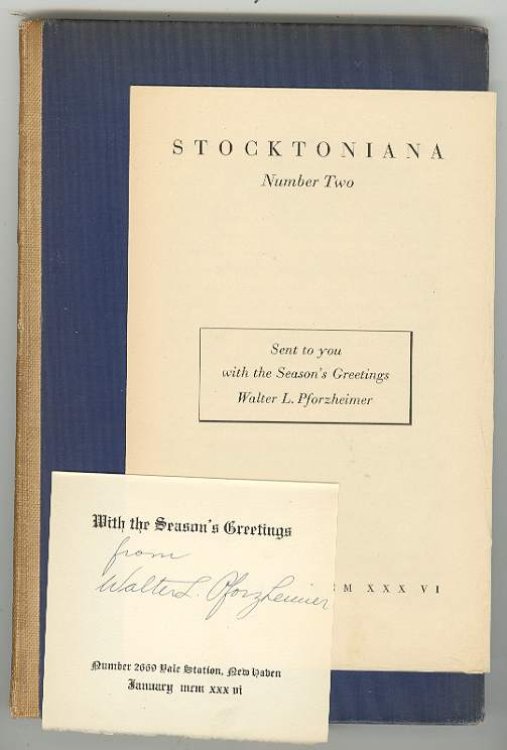 STOCKTONIANA
Number Two
Sent to you
with the Season's Greetings
Walter L. Pforzheimer
M XXX VI
With the Season's Greetings
from
Walter L. Pforzheimer
Number 2669 Yale Station, New Haven
January mcm xxx vi